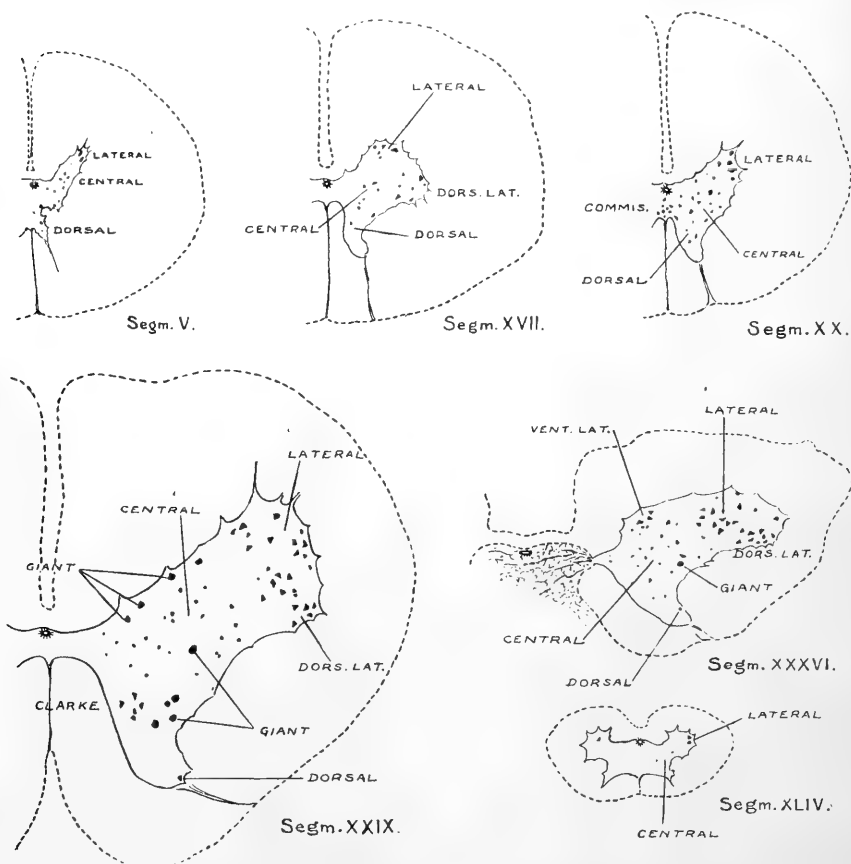 LATERAL
CENTRAL
DORSAL
Segm. V.
LATERAL
DORS. LAT.
CENTRAL
DORSAL
Segm. XVII.
LATERAL
COMMIS.
CENTRAL
DORSAL
Segm. XX.
LATERAL
CENTRAL
GIANT
DORS. LAT.
CLARKE
GIANT
DORSAL
Segm. XXIX.
LATERAL
VENT. LAT.
DORS. LAT.
GIANT
CENTRAL
DORSAL
Segm. XXXVI.
LATERAL
Segm. XLIV.
CENTRAL